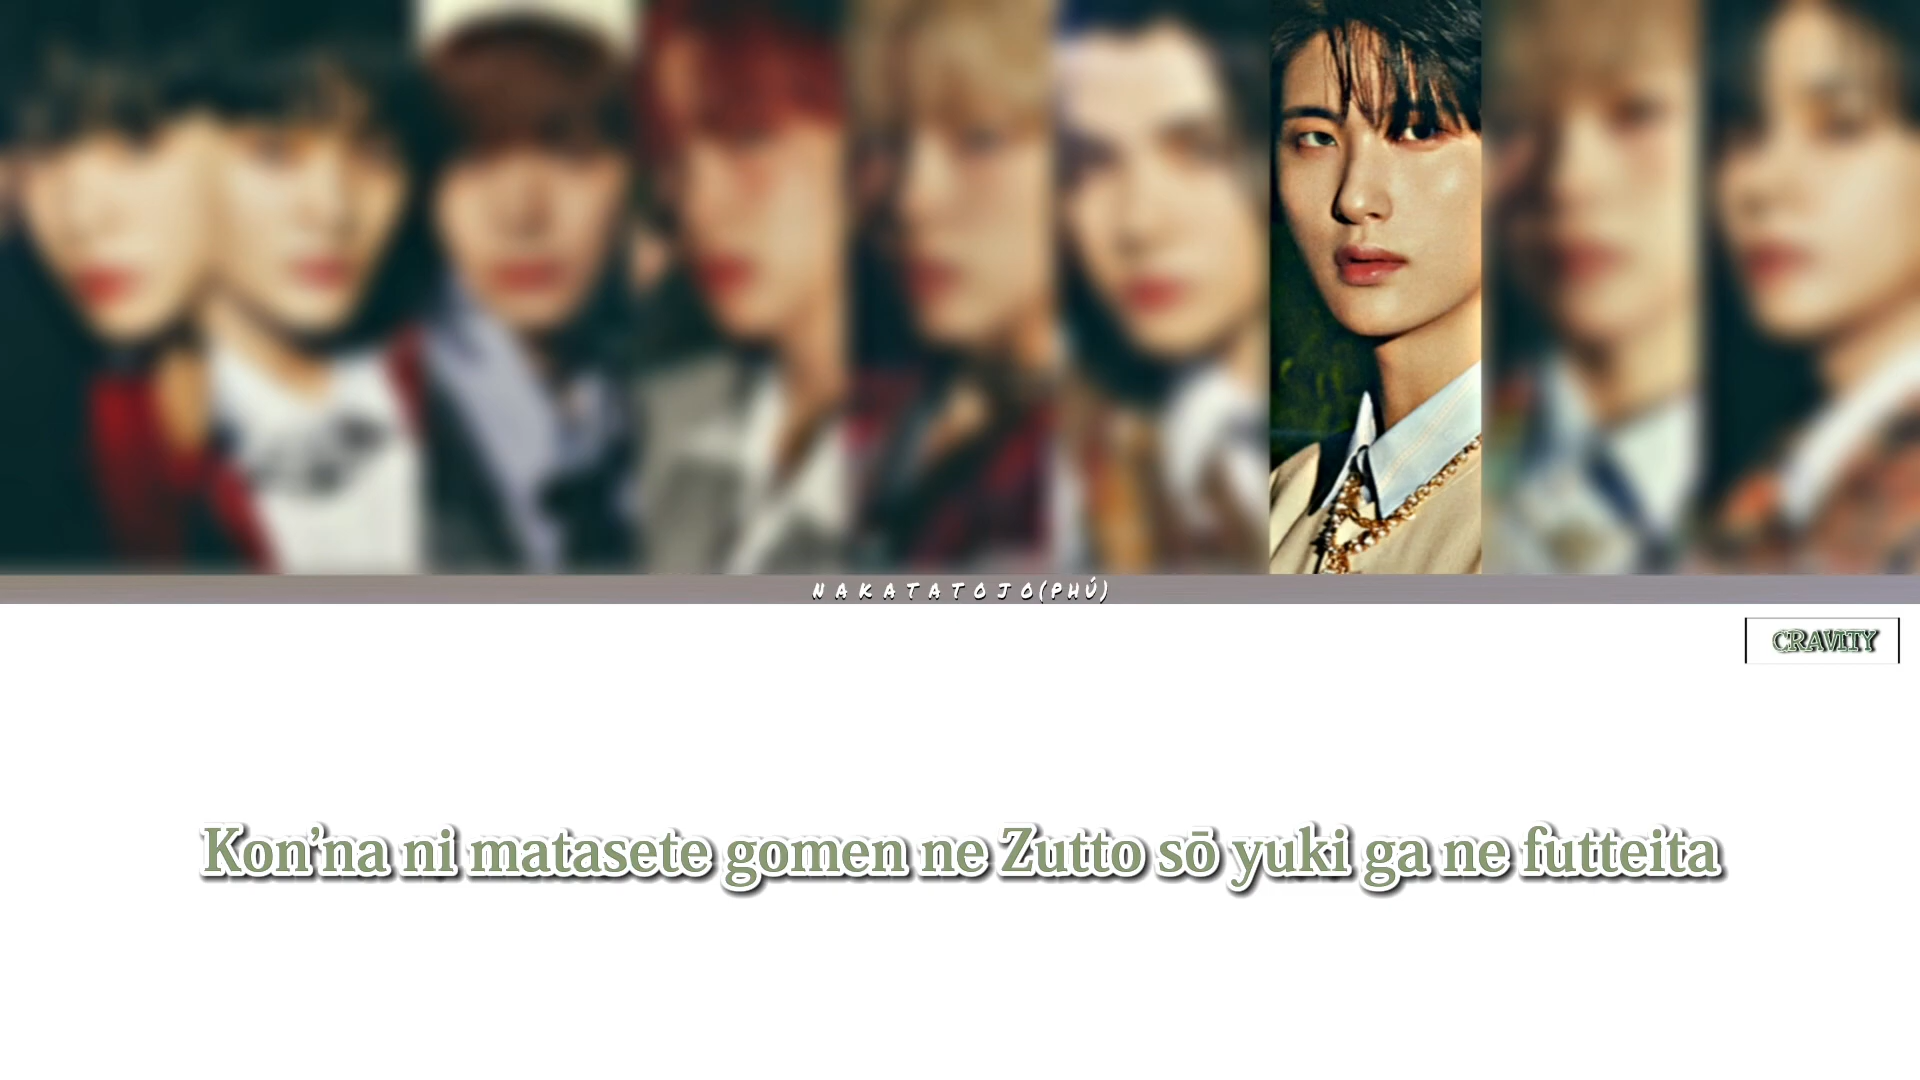 NAKATATOJO(PHÚ)
CRAVITY
Kon’na ni matasete gomen ne Zutto sō yuki ga ne futteita